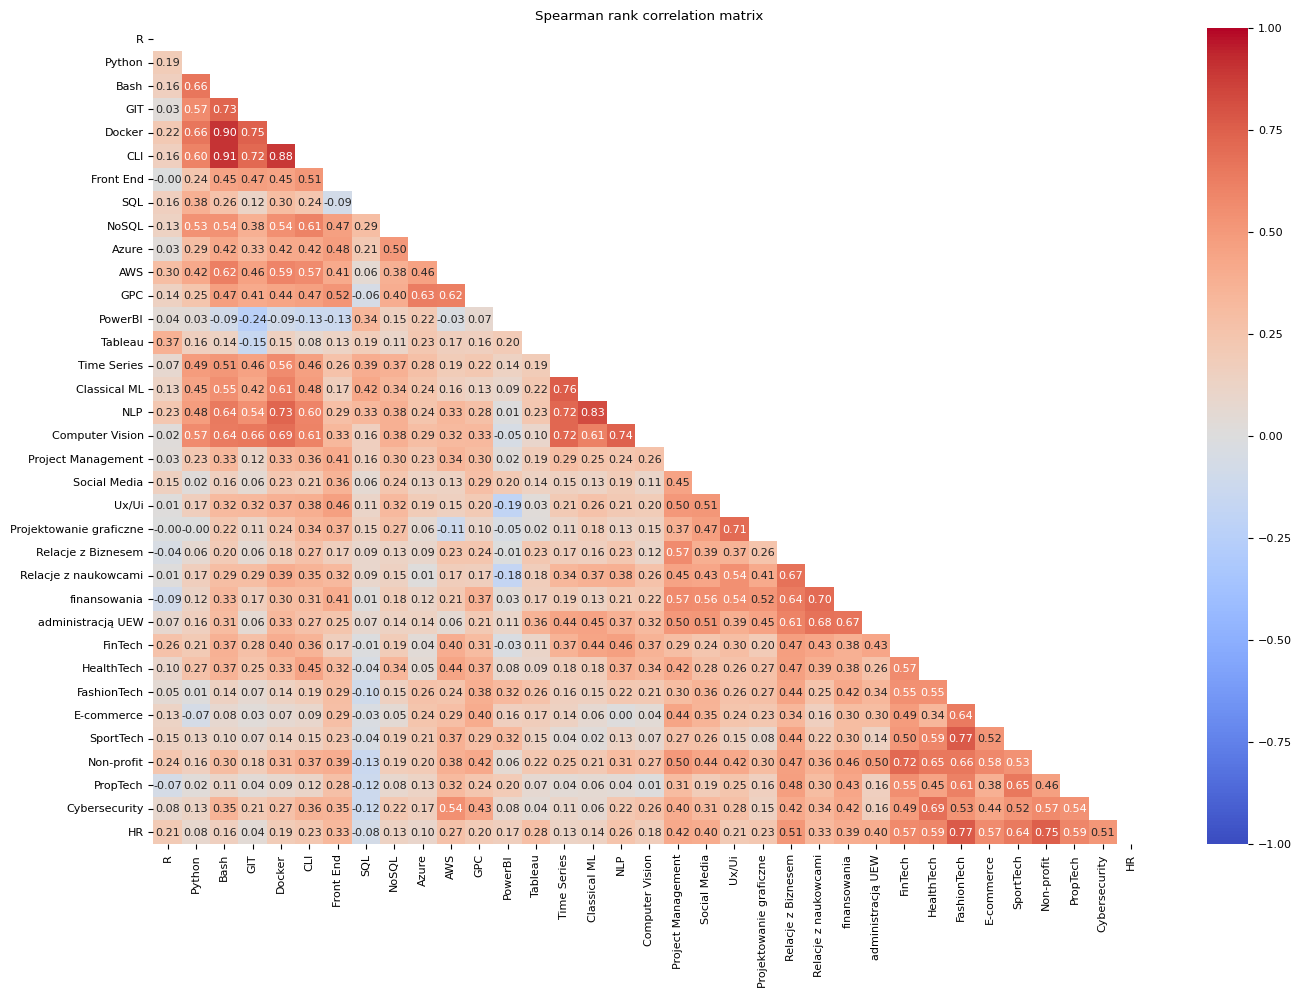 Spearman rank correlation matrix
R
Python 0.19
Bash 0.16 0.66
GIT 0.03 0.57 0.73
Docker 0.22 0.66 0.90 0.75
CLI 0.16 0.60 0.91 0.72 0.88
Front End -0.00 0.24 0.45 0.47 0.45 0.51
SQL 0.16 0.38 0.26 0.12 0.30 0.24 -0.09
NoSQL 0.13 0.53 0.54 0.38 0.54 0.61 0.47 0.29
Azure 0.03 0.29 0.42 0.33 0.42 0.42 0.48 0.21 0.50
AWS 0.30 0.42 0.62 0.46 0.59 0.57 0.41 0.06 0.38 0.46
GPC 0.14 0.25 0.47 0.41 0.44 0.47 0.52 -0.06 0.40 0.63 0.62
PowerBI 0.04 0.03 -0.09 -0.24 -0.09 -0.13 -0.13 0.34 0.15 0.22 -0.03 0.07
Tableau 0.37 0.16 0.14 -0.15 0.15 0.08 0.13 0.19 0.11 0.23 0.17 0.16 0.20
Time Series 0.07 0.49 0.51 0.46 0.56 0.46 0.26 0.39 0.37 0.28 0.19 0.22 0.14 0.19
Classical ML 0.13 0.45 0.55 0.42 0.61 0.48 0.17 0.42 0.34 0.24 0.16 0.13 0.09 0.22 0.76
NLP 0.23 0.48 0.64 0.54 0.73 0.60 0.29 0.33 0.38 0.24 0.33 0.28 0.01 0.23 0.72 0.83
Computer Vision 0.02 0.57 0.64 0.66 0.69 0.61 0.33 0.16 0.38 0.29 0.32 0.33 -0.05 0.10 0.72 0.61 0.74
Project Management 0.03 0.23 0.33 0.12 0.33 0.36 0.41 0.16 0.30 0.23 0.34 0.30 0.02 0.19 0.29 0.25 0.24 0.26
Social Media 0.15 0.02 0.16 0.06 0.23 0.21 0.36 0.06 0.24 0.13 0.13 0.29 0.20 0.14 0.15 0.13 0.19 0.11 0.45
Ux/Ui 0.01 0.17 0.32 0.32 0.37 0.38 0.46 0.11 0.32 0.19 0.15 0.20 -0.19 0.03 0.21 0.26 0.21 0.20 0.50 0.51
Projektowanie graficzne -0.00 -0.00 0.22 0.11 0.24 0.34 0.37 0.15 0.27 0.06 -0.11 0.10 -0.05 0.02 0.11 0.18 0.13 0.15 0.37 0.47 0.71
Relacje z Biznesem -0.04 0.06 0.20 0.06 0.18 0.27 0.17 0.09 0.13 0.09 0.23 0.24 -0.01 0.23 0.17 0.16 0.23 0.12 0.57 0.39 0.37 0.26
Relacje z naukowcami 0.01 0.17 0.29 0.29 0.39 0.35 0.32 0.09 0.15 0.01 0.17 0.17 -0.18 0.18 0.34 0.37 0.38 0.26 0.45 0.43 0.54 0.41 0.67
finansowania -0.09 0.12 0.33 0.17 0.30 0.31 0.41 0.01 0.18 0.12 0.21 0.37 0.03 0.17 0.19 0.13 0.21 0.22 0.57 0.56 0.54 0.52 0.64 0.70
administracją UEW 0.07 0.16 0.31 0.06 0.33 0.27 0.25 0.07 0.14 0.14 0.06 0.21 0.11 0.36 0.44 0.45 0.37 0.32 0.50 0.51 0.39 0.45 0.61 0.68 0.67
FinTech 0.26 0.21 0.37 0.28 0.40 0.36 0.17 -0.01 0.19 0.04 0.40 0.37 -0.03 0.11 0.37 0.44 0.46 0.37 0.29 0.24 0.30 0.20 0.47 0.43 0.38 0.43
HealthTech 0.10 0.27 0.37 0.25 0.33 0.45 0.32 -0.04 0.34 0.05 0.44 0.37 0.08 0.09 0.18 0.18 0.37 0.34 0.42 0.28 0.26 0.27 0.47 0.39 0.38 0.26 0.57
FashionTech 0.05 0.01 0.14 0.07 0.14 0.19 0.29 -0.10 0.15 0.26 0.24 0.38 0.32 0.26 0.16 0.15 0.22 0.21 0.30 0.36 0.26 0.27 0.44 0.25 0.42 0.34 0.55 0.55
E-commerce 0.13 -0.07 0.08 0.03 0.07 0.09 0.29 -0.03 0.05 0.24 0.29 0.40 0.16 0.17 0.14 0.06 0.00 0.04 0.44 0.35 0.24 0.23 0.34 0.16 0.30 0.30 0.49 0.34 0.64
SportTech 0.15 0.13 0.10 0.07 0.14 0.15 0.23 -0.04 0.19 0.21 0.37 0.29 0.32 0.15 0.04 0.02 0.13 0.07 0.27 0.26 0.15 0.08 0.44 0.22 0.30 0.14 0.50 0.59 0.77 0.52
Non-profit 0.24 0.16 0.30 0.18 0.31 0.37 0.39 -0.13 0.19 0.20 0.38 0.42 0.06 0.22 0.25 0.21 0.31 0.27 0.50 0.44 0.42 0.30 0.47 0.36 0.46 0.50 0.72 0.65 0.66 0.58 0.53
PropTech -0.07 0.02 0.11 0.04 0.09 0.12 0.28 -0.12 0.08 0.13 0.32 0.24 0.20 0.07 0.04 0.06 0.04 0.01 0.31 0.19 0.25 0.16 0.48 0.30 0.43 0.16 0.55 0.45 0.61 0.67 0.65 0.46
Cybersecurity 0.08 0.13 0.35 0.21 0.27 0.36 0.35 -0.12 0.22 0.17 0.54 0.43 0.08 0.04 0.11 0.06 0.22 0.26 0.40 0.31 0.28 0.15 0.42 0.34 0.42 0.16 0.49 0.69 0.53 0.44 0.52 0.57 0.54
HR 0.21 0.08 0.16 0.04 0.19 0.23 0.33 -0.08 0.13 0.10 0.27 0.20 0.17 0.28 0.13 0.14 0.26 0.18 0.42 0.40 0.21 0.23 0.51 0.33 0.39 0.40 0.57 0.59 0.77 0.57 0.64 0.75 0.59 0.51
R
Python
Bash
GIT
Docker
CLI
Front End
SQL
NoSQL
Azure
AWS
GPC
PowerBI
Tableau
Time Series
Classical ML
NLP
Computer Vision
Project Management
Social Media
Ux/Ui
Projektowanie graficzne
Relacje z Biznesem
Relacje z naukowcami
finansowania
administracją UEW
FinTech
HealthTech
FashionTech
E-commerce
SportTech
Non-profit
PropTech
Cybersecurity
HR
1.00
0.75
0.50
0.25
0.00
−0.25
−0.50
−0.75
−1.00